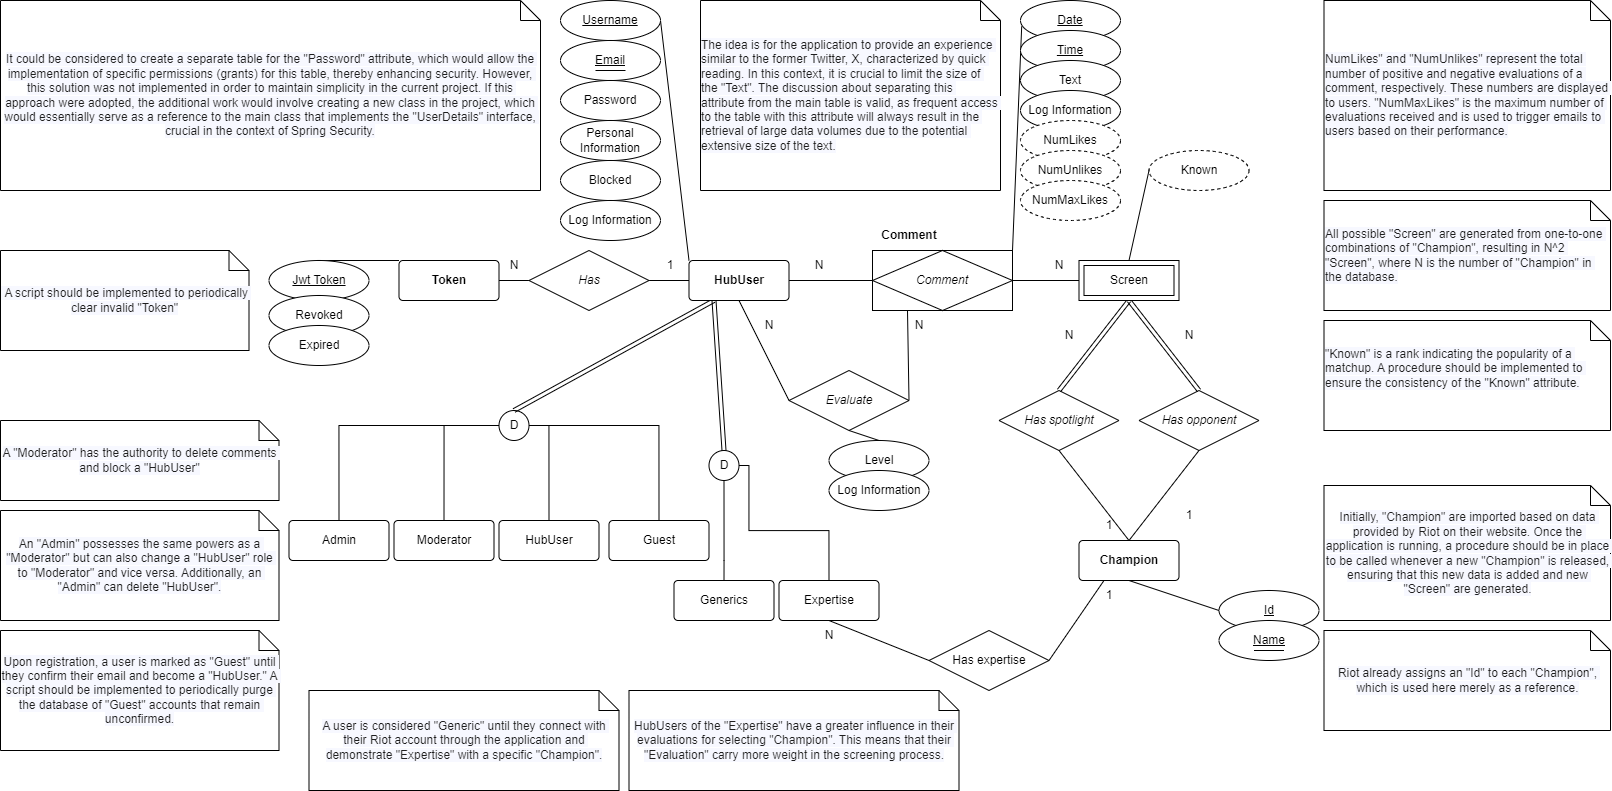 It could be considered to create a separate table for the "Password" attribute, which would allow the
implementation of specific permissions (grants) for this table, thereby enhancing security. However,
this solution was not implemented in order to maintain simplicity in the current project. If this
approach were adopted, the additional work would involve creating a new class in the project, which
would essentially serve as a reference to the main class that implements the "UserDetails" interface,
crucial in the context of Spring Security.
Username
Email
Password
Personal
Information
Blocked
Log Information
The idea is for the application to provide an experience
similar to the former Twitter, X, characterized by quick
reading. In this context, it is crucial to limit the size of
the "Text". The discussion about separating this
attribute from the main table is valid, as frequent access
to the table with this attribute will always result in the
retrieval of large data volumes due to the potential
extensive size of the text.
Date
Time
Text
Log Information
NumLikes
NumUnlikes
NumMaxLikes
Known
NumLikes" and "NumUnlikes" represent the total
number of positive and negative evaluations of a
comment, respectively. These numbers are displayed
to users. "NumMaxLikes" is the maximum number of
evaluations received and is used to trigger emails to
users based on their performance.
All possible "Screen" are generated from one-to-one
combinations of "Champion", resulting in N^2
"Screen", where N is the number of "Champion" in
the database.
A script should be implemented to periodically
clear invalid "Token"
Jwt Token
Revoked
Expired
Token
N
Has
1
HubUser
N
Comment
Comment
N
Screen
N
N
Evaluate
Level
Log Information
N
N
Has spotlight
Has opponent
"Known" is a rank indicating the popularity of a
matchup. A procedure should be implemented to
ensure the consistency of the "Known" attribute.
A "Moderator" has the authority to delete comments
and block a "HubUser"
D
D
Admin
Moderator
HubUser
Guest
Generics
Expertise
N
Has expertise
1
1
Champion
1
Id
Name
An "Admin" possesses the same powers as a
"Moderator" but can also change a "HubUser" role
to "Moderator" and vice versa. Additionally, an
"Admin" can delete "HubUser".
Initially, "Champion" are imported based on data
provided by Riot on their website. Once the
application is running, a procedure should be in place
to be called whenever a new "Champion" is released,
ensuring that this new data is added and new
"Screen" are generated.
Upon registration, a user is marked as "Guest" until
they confirm their email and become a "HubUser." A
script should be implemented to periodically purge
the database of "Guest" accounts that remain
unconfirmed.
A user is considered "Generic" until they connect with
their Riot account through the application and
demonstrate "Expertise" with a specific "Champion".
HubUsers of the "Expertise" have a greater influence in their
evaluations for selecting "Champion". This means that their
"Evaluation" carry more weight in the screening process.
Riot already assigns an "Id" to each "Champion",
which is used here merely as a reference.